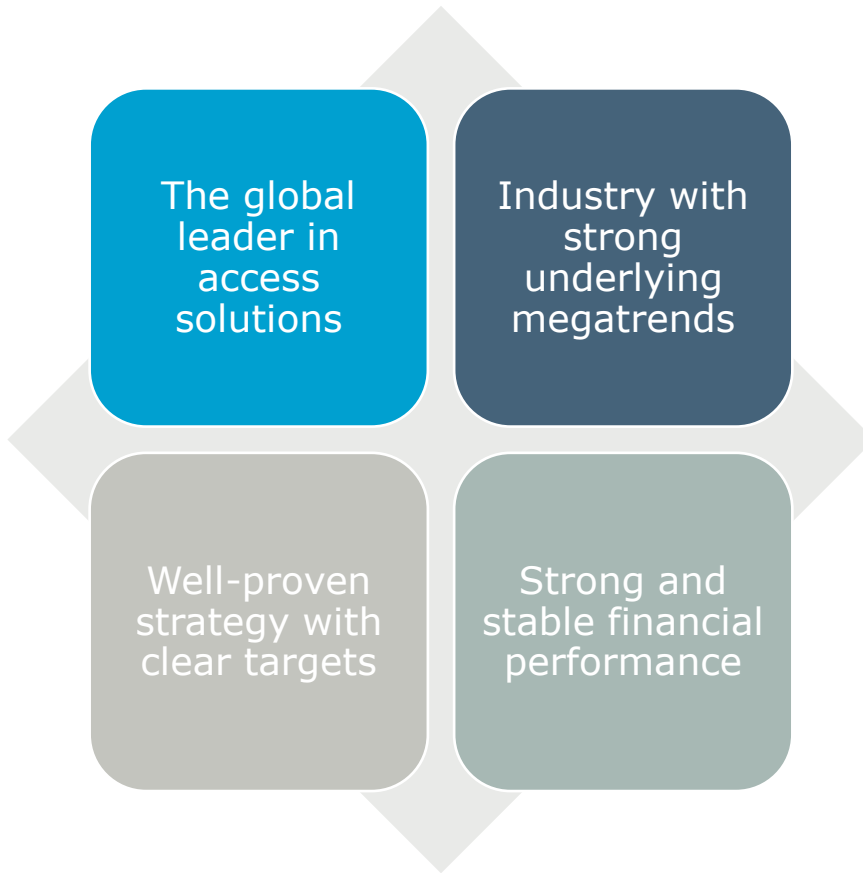 The global
leader in
access
solutions
Industry with
strong
underlying
megatrends
Well-proven
strategy with
clear targets
Strong and
stable financial
performance